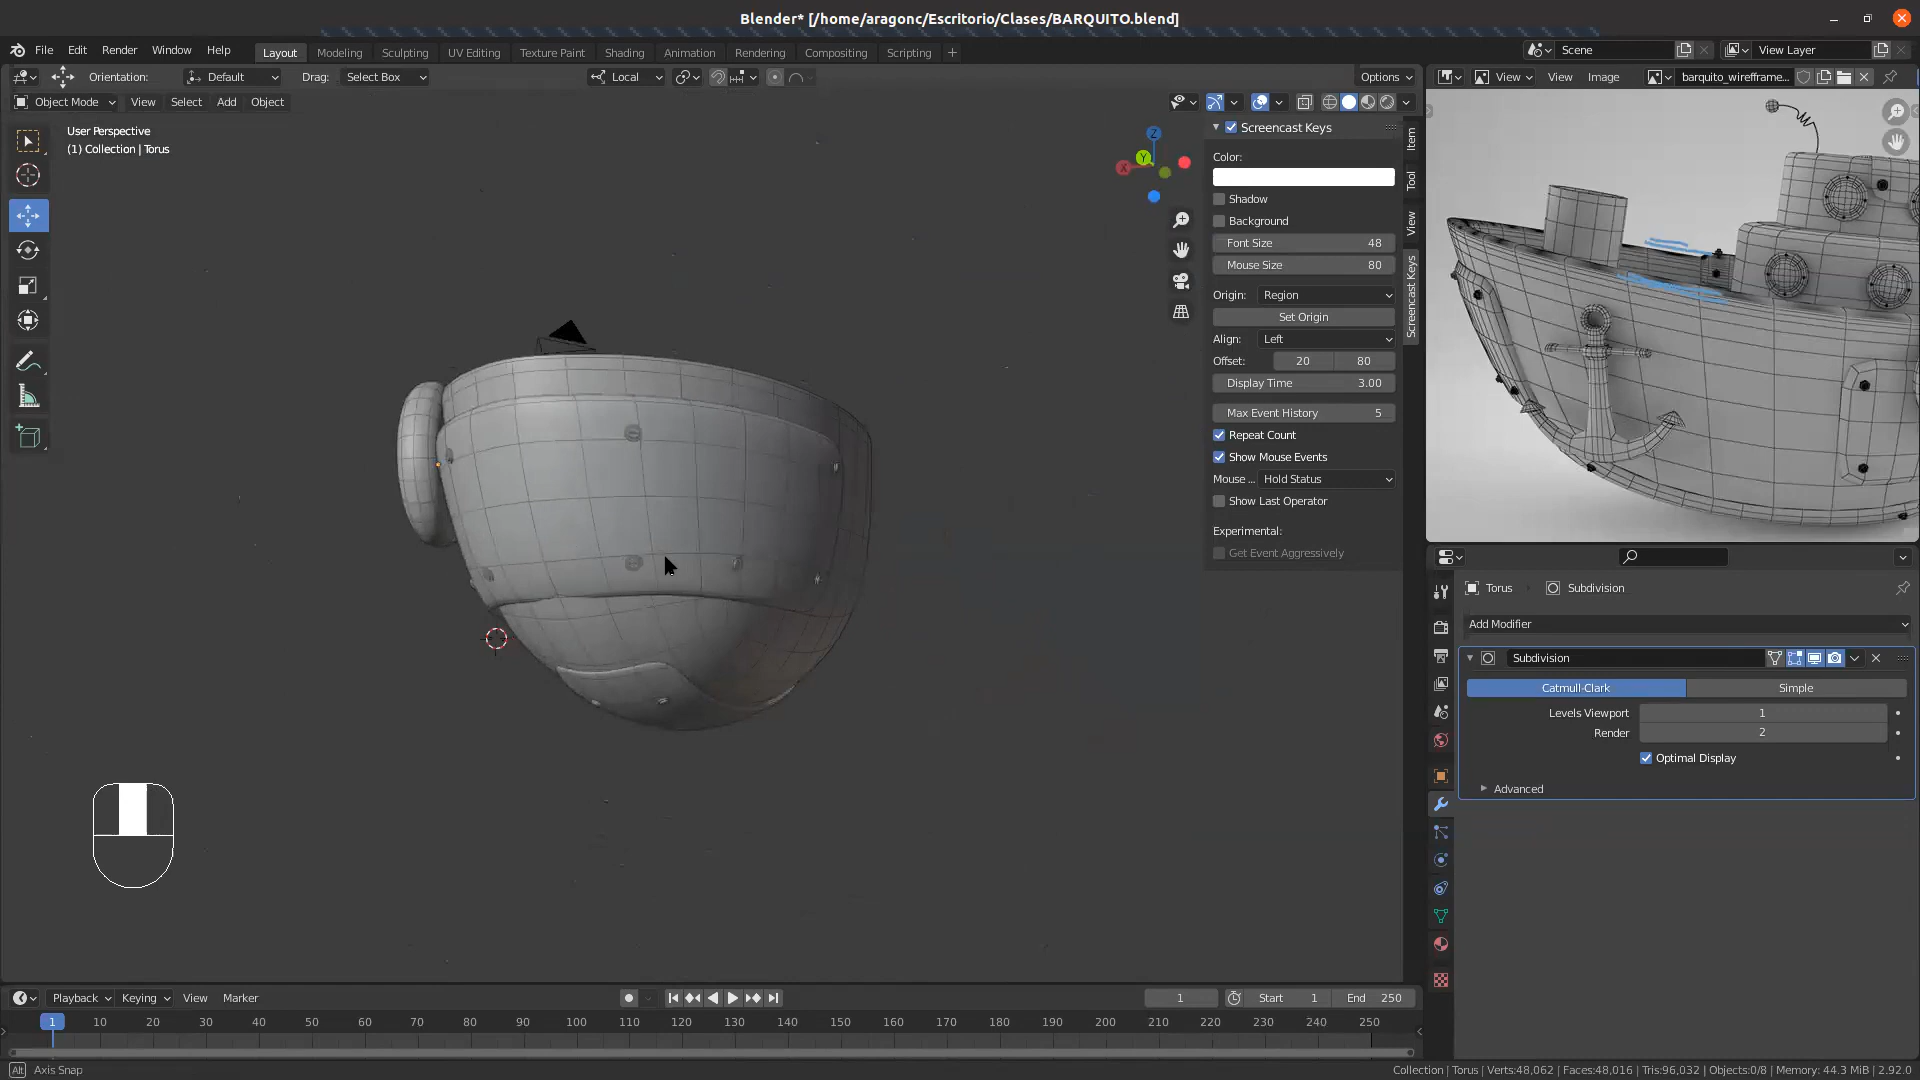 Blender* [/home/aragonc/Escritorio/Clases/BARQUITO.blend]
File Edit Render Window Help Layout Modeling Sculpting UV Editing Texture Paint Shading Animation Rendering Compositing Scripting + Scene View Layer
Orientation: Default Drag: Select Box Local Options View View Image barquito_wirefframe...
Object Mode View Select Add Object
User Perspective
(1) Collection | Torus
Z
Y
X
Screencast Keys
Color:
Shadow
Background
Font Size 48
Mouse Size 80
Origin: Region
Set Origin
Align: Left
Offset: 20 80
Display Time 3.00
Max Event History 5
Repeat Count
Show Mouse Events
Mouse ... Hold Status
Show Last Operator
Experimental:
Get Event Aggressively
Item
Tool
View
Screencast Keys
Torus Subdivision
Add Modifier
Subdivision
Catmull-Clark Simple
Levels Viewport 1
Render 2
Optimal Display
Advanced
Playback Keying View Marker 1 Start 1 End 250
1 10 20 30 40 50 60 70 80 90 100 110 120 130 140 150 160 170 180 190 200 210 220 230 240 250
Alt Axis Snap
Collection | Torus | Verts:48,062 | Faces:48,016 | Tris:96,032 | Objects:0/8 | Memory: 44.3 MiB | 2.92.0